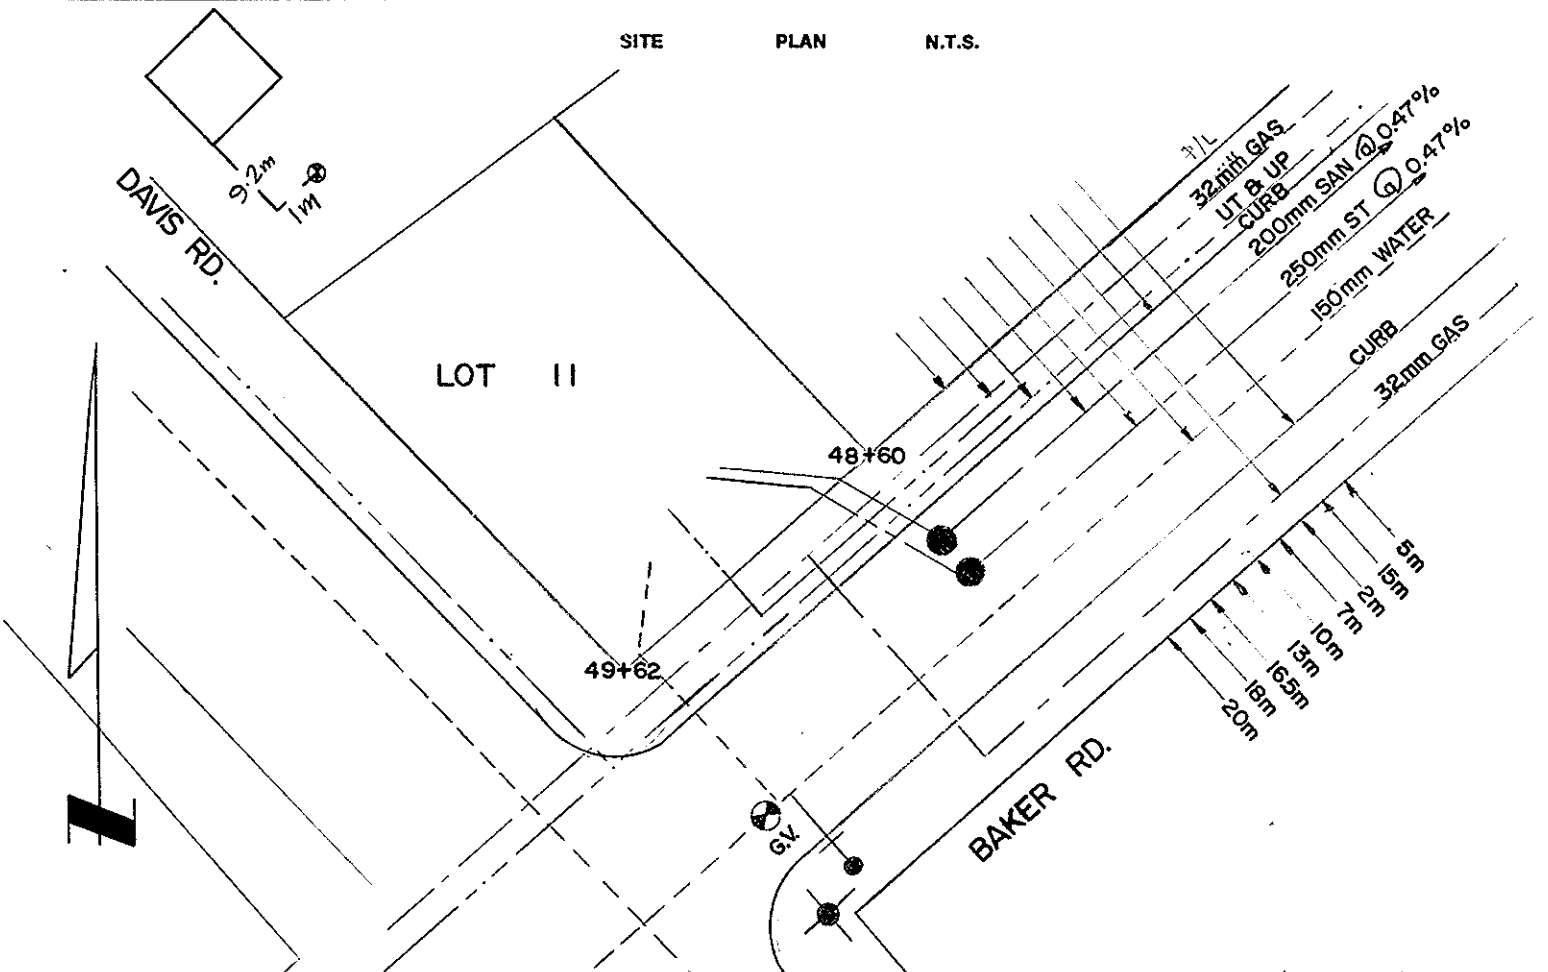 SITE PLAN N.T.S.
9.2m
1m
DAVIS RD.
P/L
32mm GAS
UT & UP
CURB
200mm SAN @ 0.47%
250mm ST @ 0.47%
150mm WATER
CURB
32mm GAS
LOT 11
48+60
49+62
5m
15m
2m
7m
10m
13m
16.5m
18m
20m
G.V.
BAKER RD.